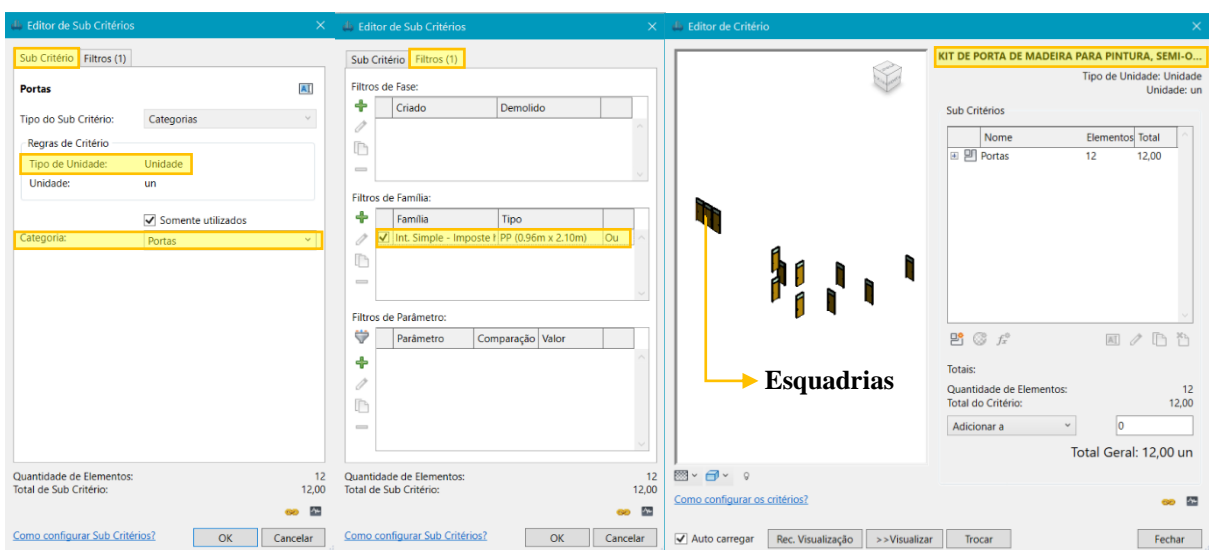 Editor de Sub Critérios
Sub Critério Filtros (1)
Portas
Tipo do Sub Critério: Categorias
Regras de Critério
Tipo de Unidade: Unidade
Unidade: un
Somente utilizados
Categoria: Portas
Quantidade de Elementos: 12
Total de Sub Critério: 12,00
Como configurar Sub Critérios? OK Cancelar
Editor de Sub Critérios
Sub Critério Filtros (1)
Filtros de Fase:
Criado Demolido
Filtros de Família:
Família Tipo
Int. Simple - Imposte PP (0.96m x 2.10m) Ou
Filtros de Parâmetro:
Parâmetro Comparação Valor
Quantidade de Elementos: 12
Total de Sub Critério: 12,00
Como configurar Sub Critérios? OK Cancelar
Editor de Critério
KIT DE PORTA DE MADEIRA PARA PINTURA, SEMI-O...
Tipo de Unidade: Unidade
Unidade: un
Sub Critérios
Nome Elementos Total
Portas 12 12,00
Esquadrias
Totais:
Quantidade de Elementos: 12
Total do Critério: 12,00
Adicionar a 0
Total Geral: 12,00 un
Como configurar os critérios?
Auto carregar Rec. Visualização >>Visualizar Trocar Fechar